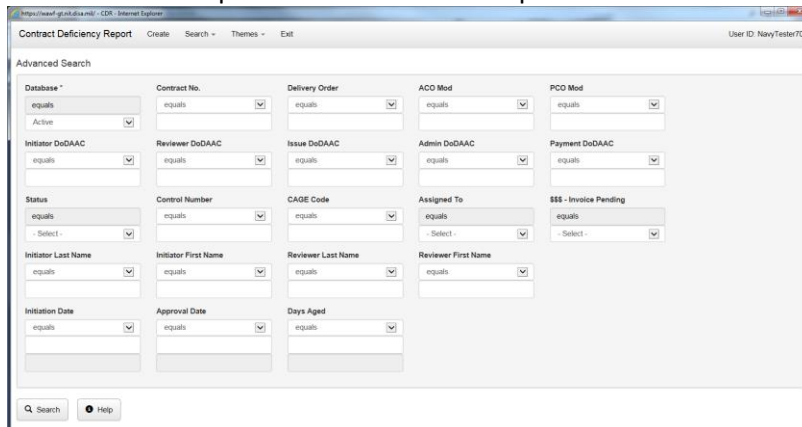 https://wawf-gt.nit.disa.mil/ - CDR - Internet Explorer
Contract Deficiency Report Create Search Themes Exit User ID: NavyTester70
Advanced Search
Database * Contract No. Delivery Order ACO Mod PCO Mod
equals equals equals equals equals
Active
Initiator DoDAAC Reviewer DoDAAC Issue DoDAAC Admin DoDAAC Payment DoDAAC
equals equals equals equals equals
Status Control Number CAGE Code Assigned To $$$ - Invoice Pending
equals equals equals equals equals
- Select - - Select - - Select -
Initiator Last Name Initiator First Name Reviewer Last Name Reviewer First Name
equals equals equals equals
Initiation Date Approval Date Days Aged
equals equals equals
Search Help